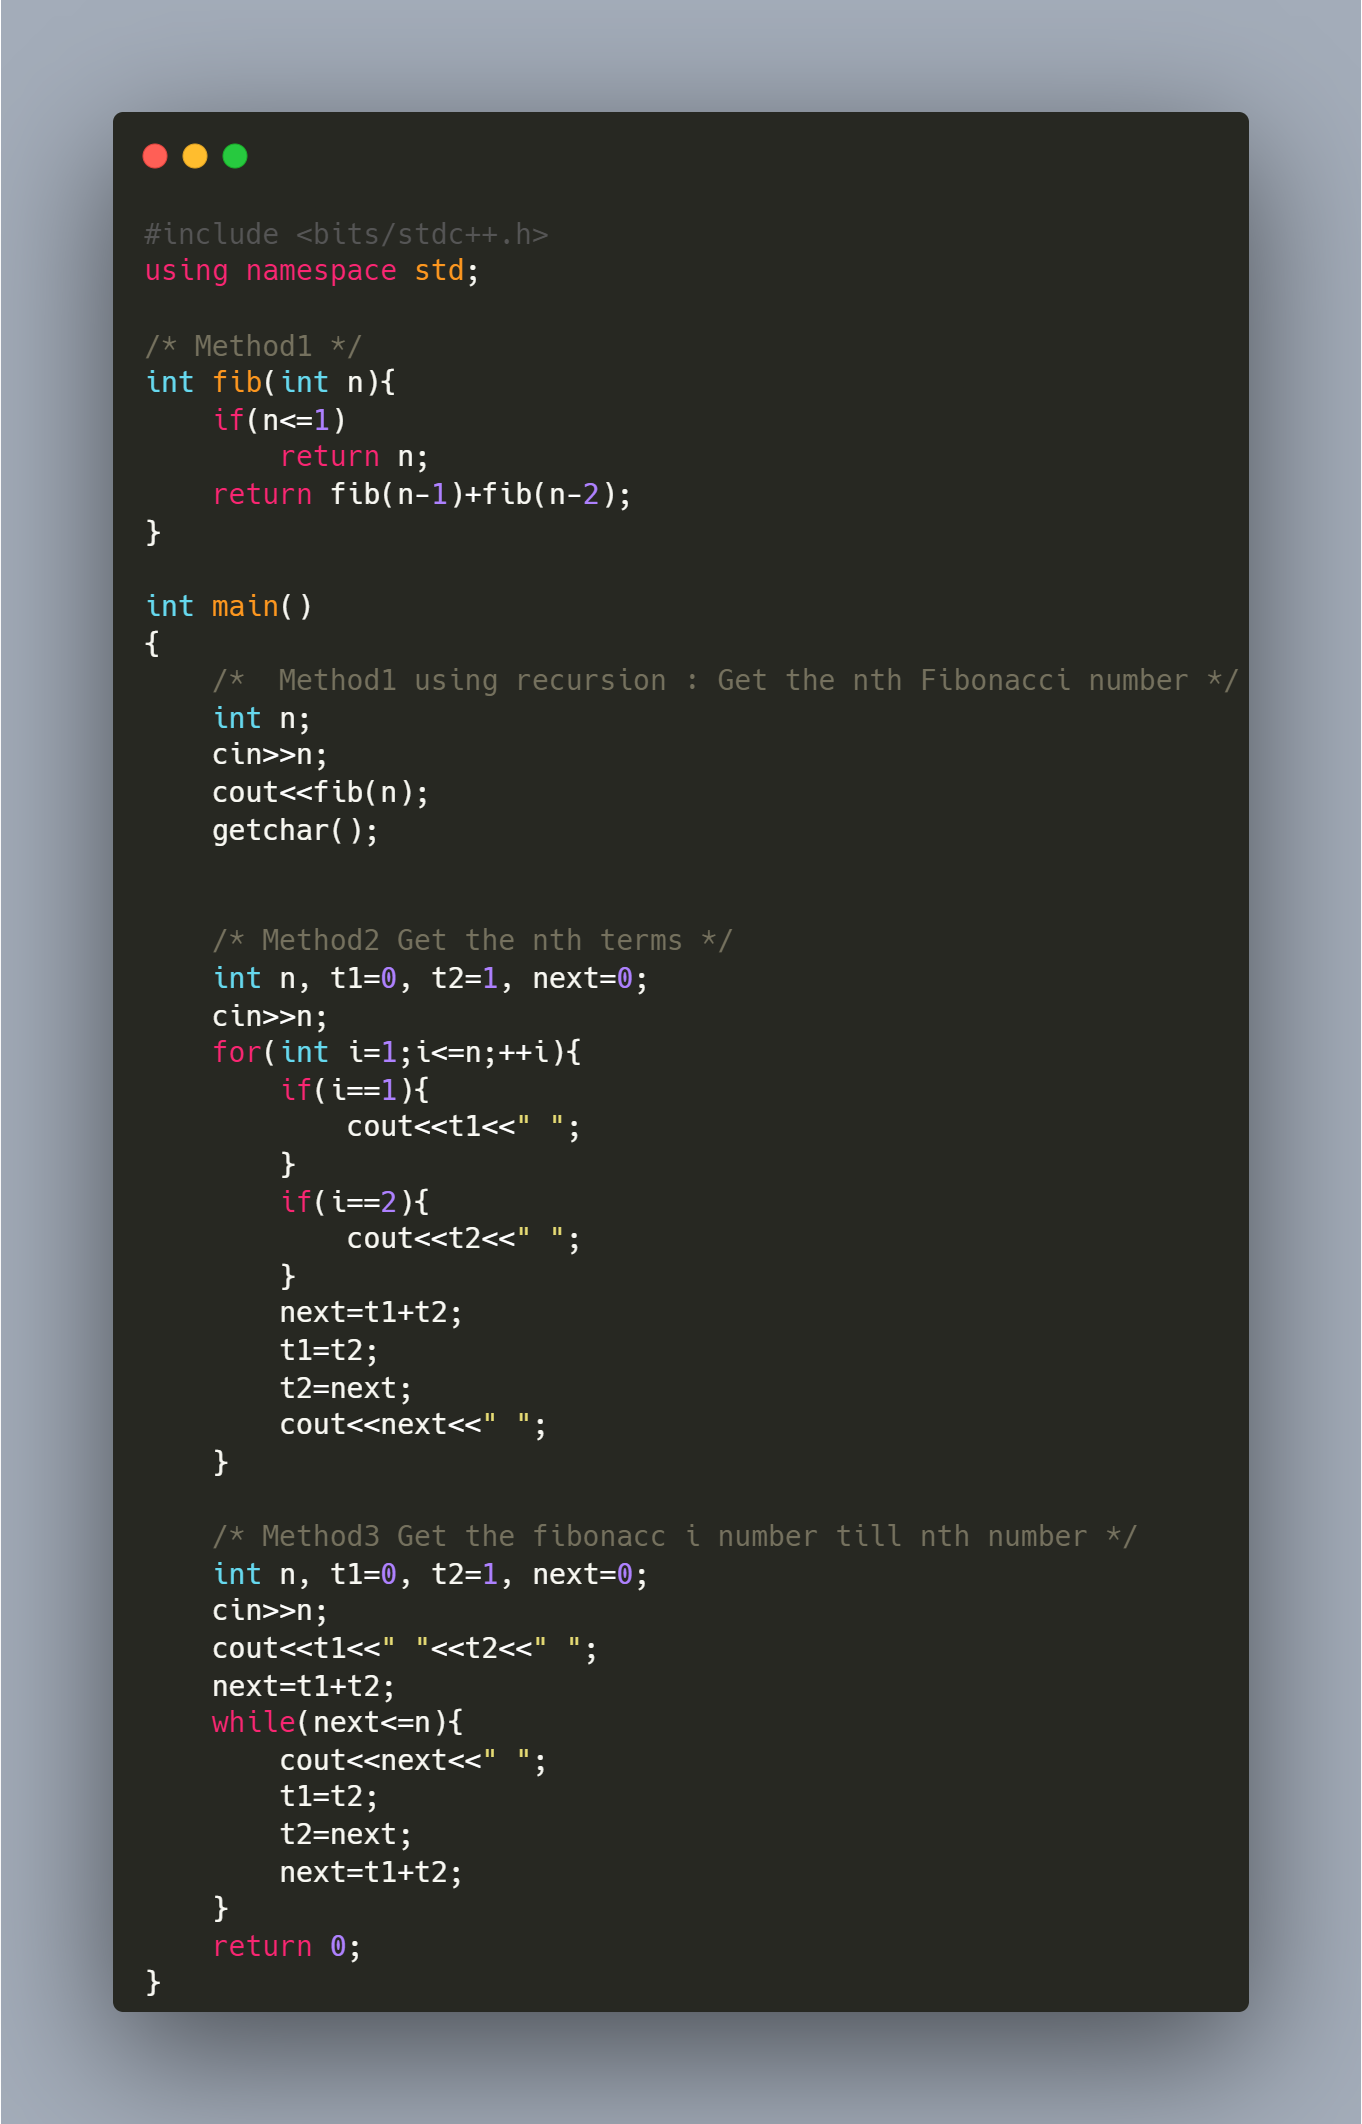 #include <bits/stdc++.h>
using namespace std;

/* Method1 */
int fib(int n){
    if(n<=1)
        return n;
    return fib(n-1)+fib(n-2);
}

int main()
{
    /*  Method1 using recursion : Get the nth Fibonacci number */
    int n;
    cin>>n;
    cout<<fib(n);
    getchar();


    /* Method2 Get the nth terms */
    int n, t1=0, t2=1, next=0;
    cin>>n;
    for(int i=1;i<=n;++i){
        if(i==1){
            cout<<t1<<" ";
        }
        if(i==2){
            cout<<t2<<" ";
        }
        next=t1+t2;
        t1=t2;
        t2=next;
        cout<<next<<" ";
    }

    /* Method3 Get the fibonacc i number till nth number */
    int n, t1=0, t2=1, next=0;
    cin>>n;
    cout<<t1<<" "<<t2<<" ";
    next=t1+t2;
    while(next<=n){
        cout<<next<<" ";
        t1=t2;
        t2=next;
        next=t1+t2;
    }
    return 0;
}